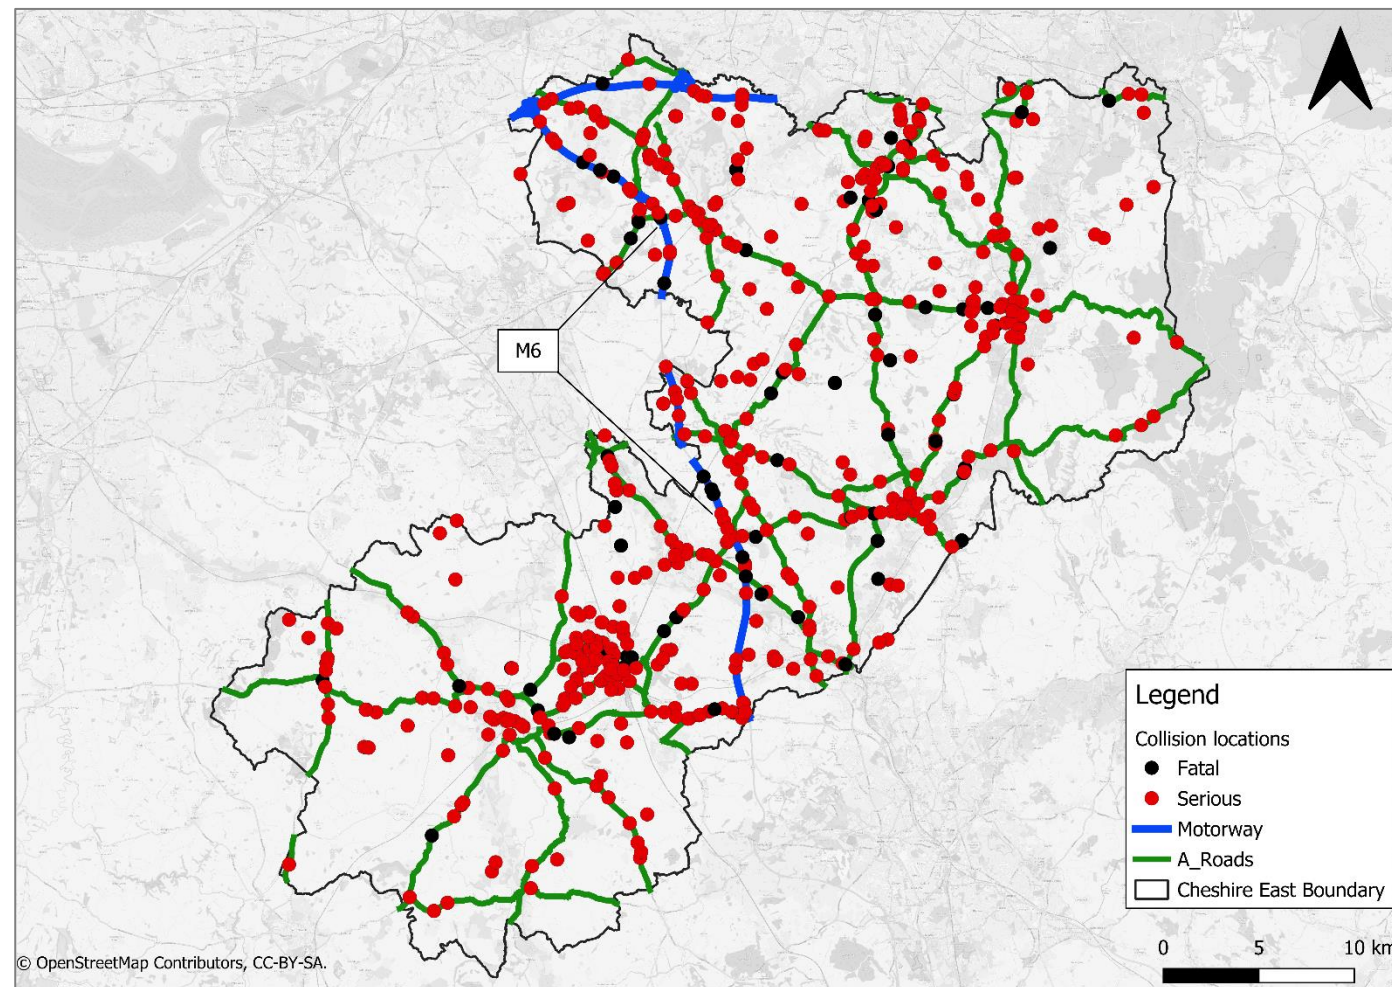 M6
Legend
Collision locations
Fatal
Serious
Motorway
A_Roads
Cheshire East Boundary
0 5 10 km
© OpenStreetMap Contributors, CC-BY-SA.